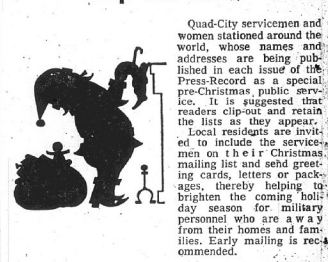 Quad-City servicemen and
women stationed around the
world, whose names and
addresses are being pub-
lished in each issue of the
Press-Record as a special
pre-Christmas public serv-
ice. It is suggested that
readers clip-out and retain
the lists as they appear.
Local residents are invit-
ed to include the service-
men on their Christmas
mailing list and send greet-
ing cards, letters or pack-
ages, thereby helping to
brighten the coming holi-
day season for military
personnel who are away
from their homes and fam-
ilies. Early mailing is rec-
ommended.